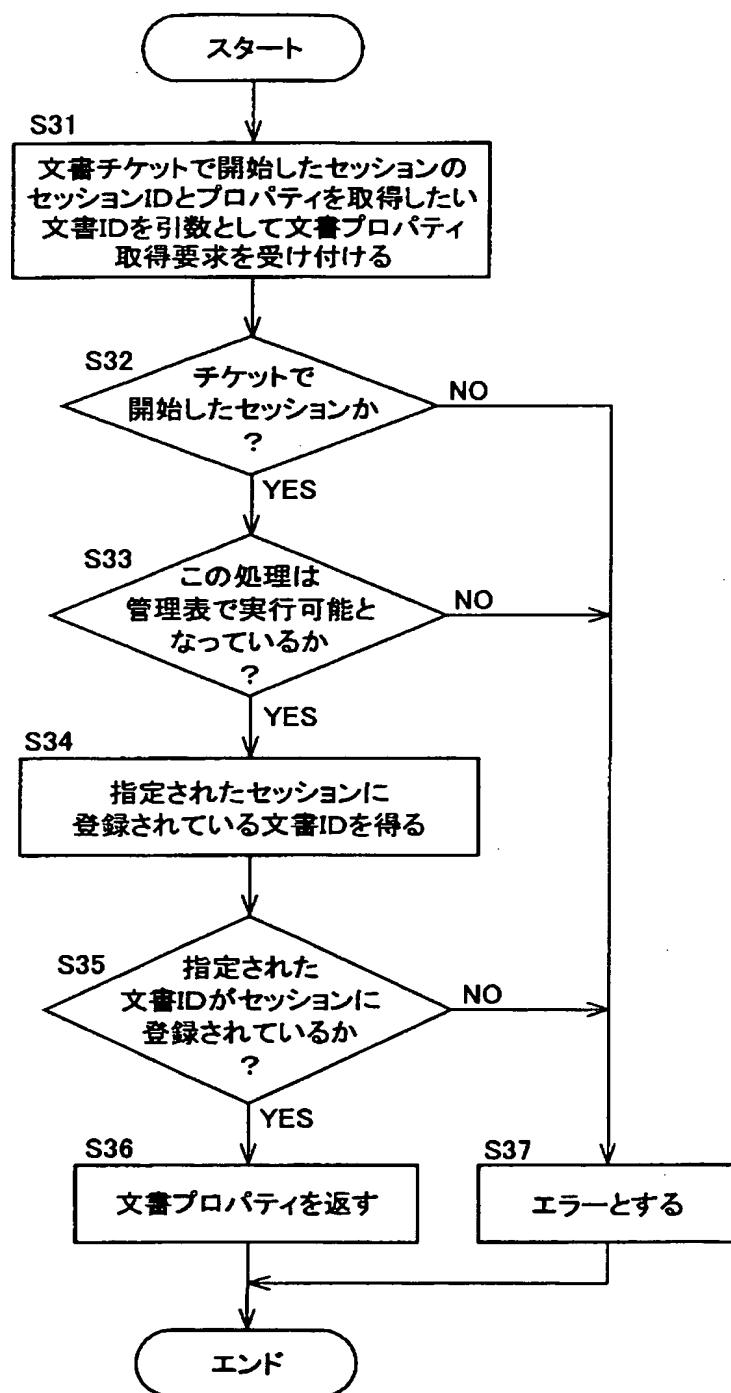 スタート
S31
文書チケットで開始したセッションの
セッションIDとプロパティを取得したい
文書IDを引数として文書プロパティ
取得要求を受け付ける
S32
チケットで
開始したセッションか
?
NO
YES
S33
この処理は
管理表で実行可能と
なっているか
?
NO
YES
S34
指定されたセッションに
登録されている文書IDを得る
S35
指定された
文書IDがセッションに
登録されているか
?
NO
YES
S36
文書プロパティを返す
S37
エラーとする
エンド